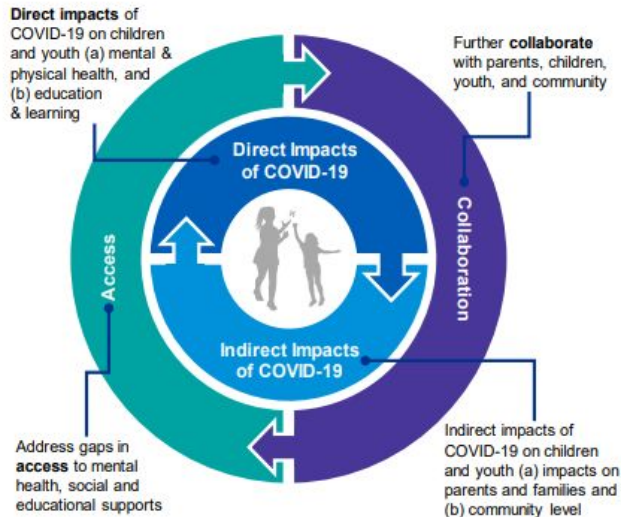 Direct impacts of
COVID-19 on children
and youth (a) mental &
physical health, and
(b) education
& learning
Further collaborate
with parents, children,
youth, and community
Direct Impacts
of COVID-19
Access
Collaboration
Indirect Impacts
of COVID-19
Address gaps in
access to mental
health, social and
educational supports
Indirect impacts of
COVID-19 on children
and youth (a) impacts on
parents and families and
(b) community level